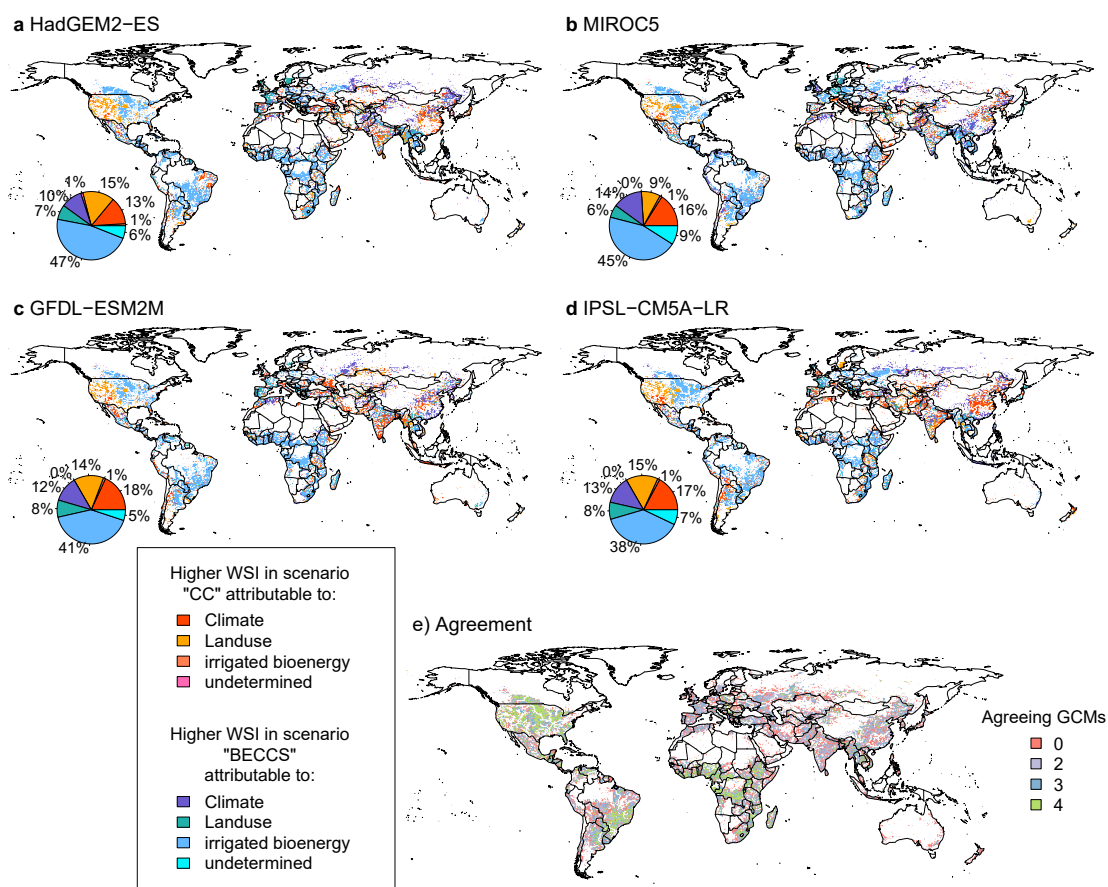 a HadGEM2−ES
b MIROC5
1%
15%
10%
13%
7%
1%
6%
47%
0%
9%
14%
1%
6%
16%
9%
45%
c GFDL−ESM2M
d IPSL−CM5A−LR
0%
14%
12%
1%
18%
8%
5%
41%
0%
15%
13%
1%
17%
8%
7%
38%
Higher WSI in scenario
"CC" attributable to:
Climate
Landuse
irrigated bioenergy
undetermined
Higher WSI in scenario
"BECCS"
attributable to:
Climate
Landuse
irrigated bioenergy
undetermined
e) Agreement
Agreeing GCMs
0
2
3
4